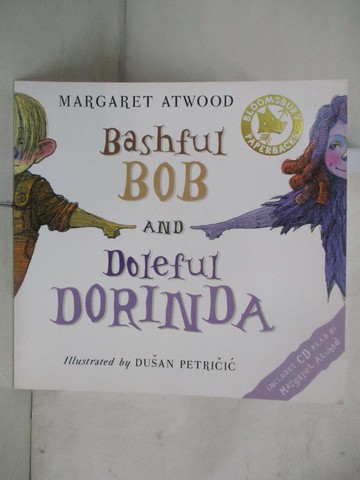 MARGARET ATWOOD
BLOOMSBURY
PAPERBACKS
Bashful
BOB
AND
Doleful
DORINDA
Illustrated by DUŠAN PETRIČIĆ
INCLUDES CD READ BY
Margaret Atwood